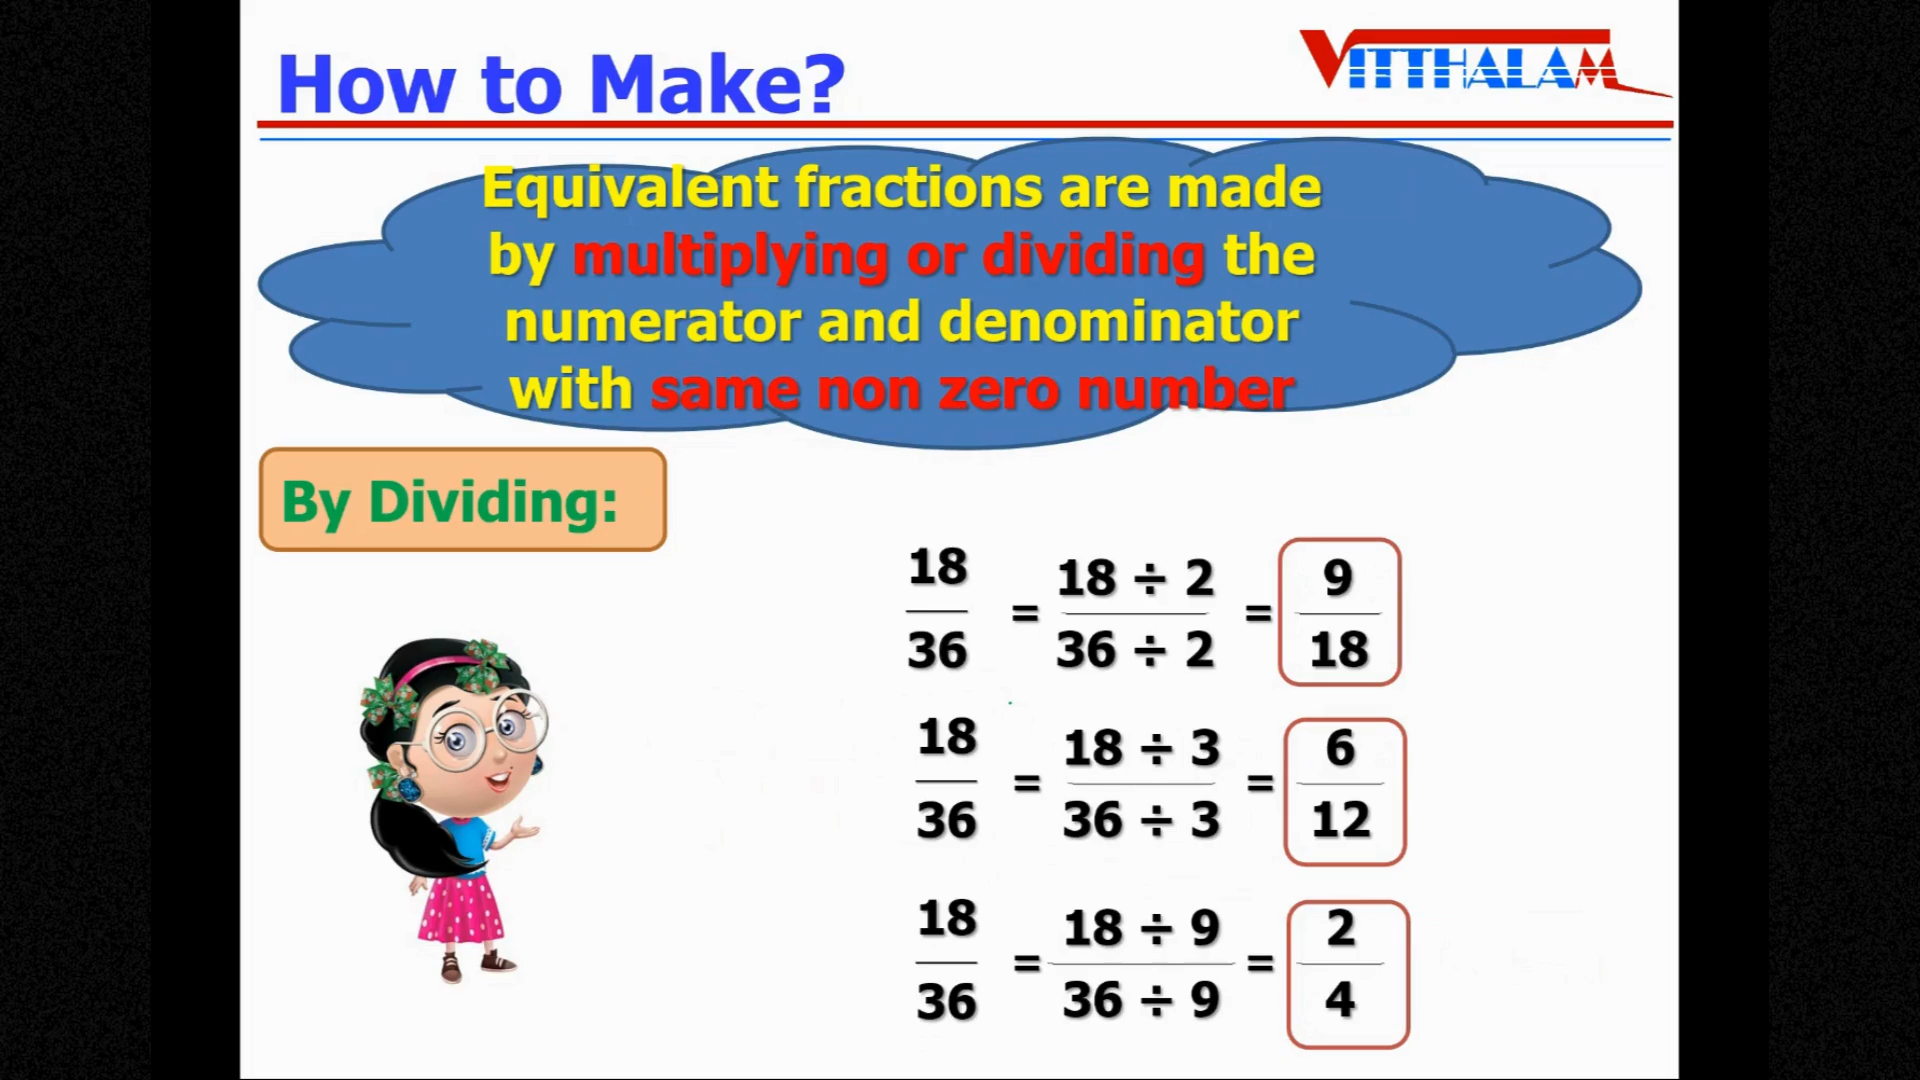 How to Make?
VITTHALAM
Equivalent fractions are made
by multiplying or dividing the
numerator and denominator
with same non zero number
By Dividing:
18/36 = 18 ÷ 2/36 ÷ 2 = 9/18
18/36 = 18 ÷ 3/36 ÷ 3 = 6/12
18/36 = 18 ÷ 9/36 ÷ 9 = 2/4